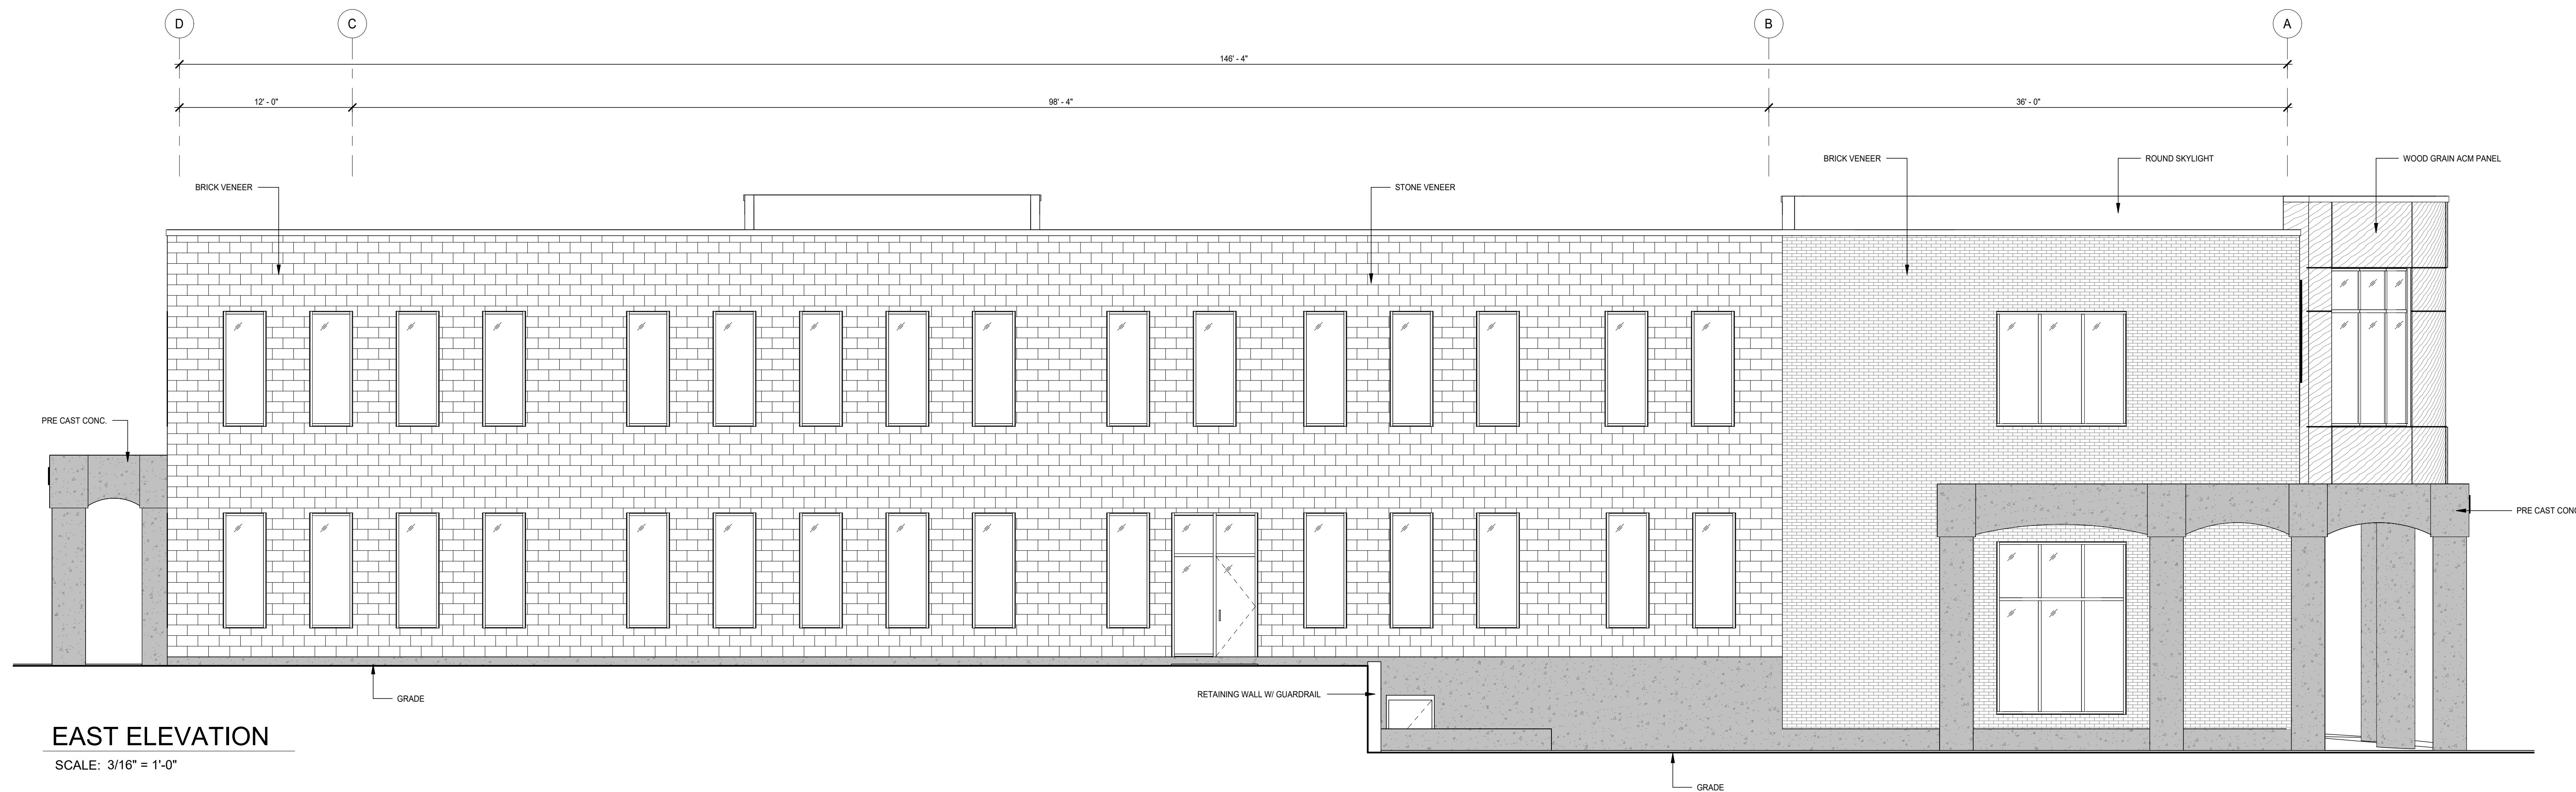 D
C
B
A
146' - 4"
12' - 0"
98' - 4"
36' - 0"
BRICK VENEER
STONE VENEER
BRICK VENEER
ROUND SKYLIGHT
WOOD GRAIN ACM PANEL
PRE CAST CONC.
PRE CAST CONC
GRADE
RETAINING WALL W/ GUARDRAIL
GRADE
EAST ELEVATION
SCALE: 3/16" = 1'-0"